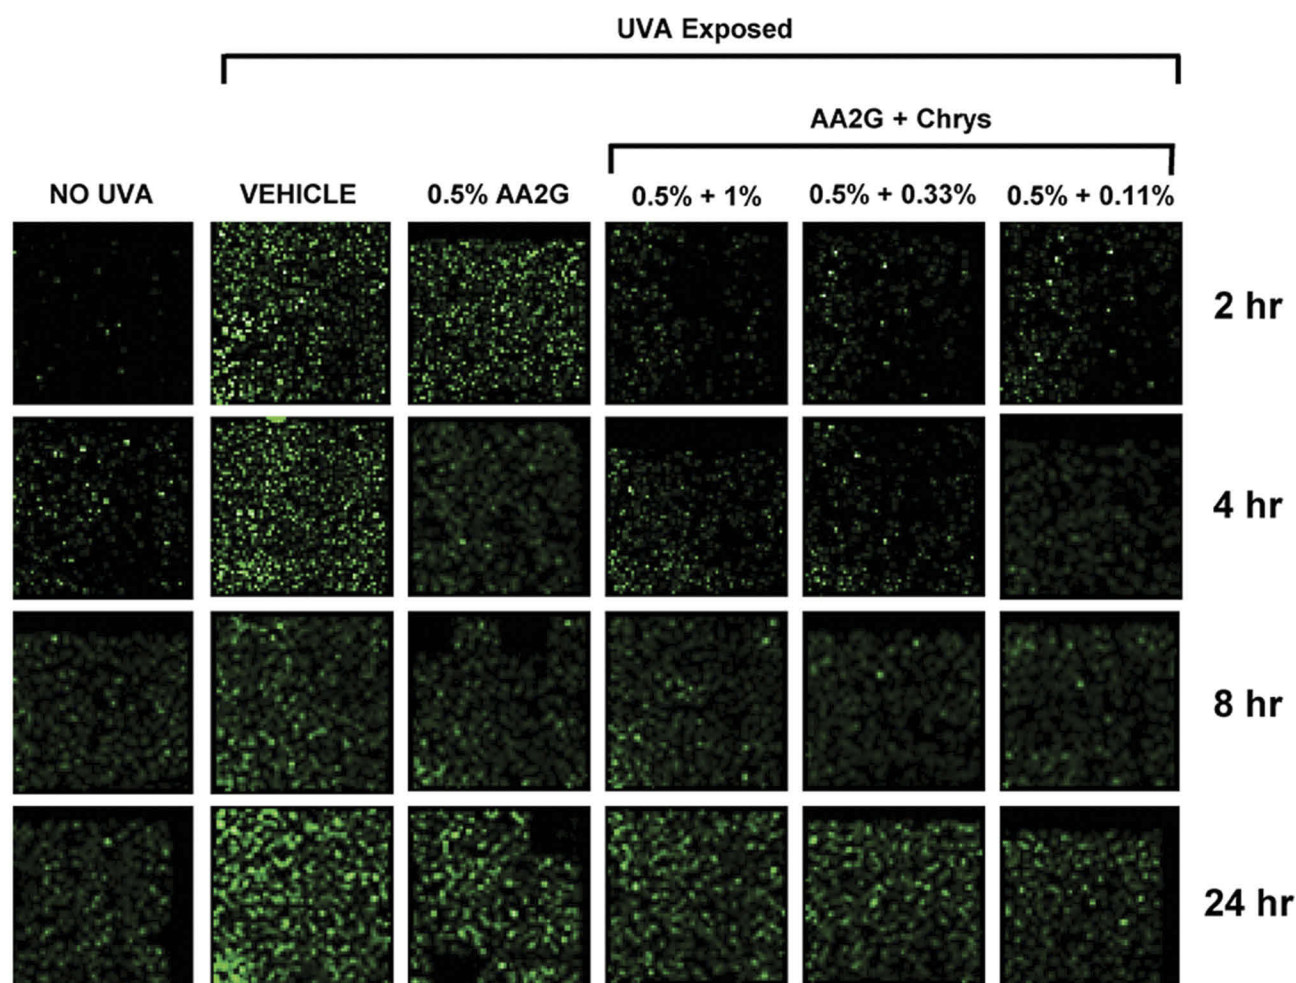 UVA Exposed
AA2G + Chrys
NO UVA VEHICLE 0.5% AA2G 0.5% + 1% 0.5% + 0.33% 0.5% + 0.11%
2 hr
4 hr
8 hr
24 hr